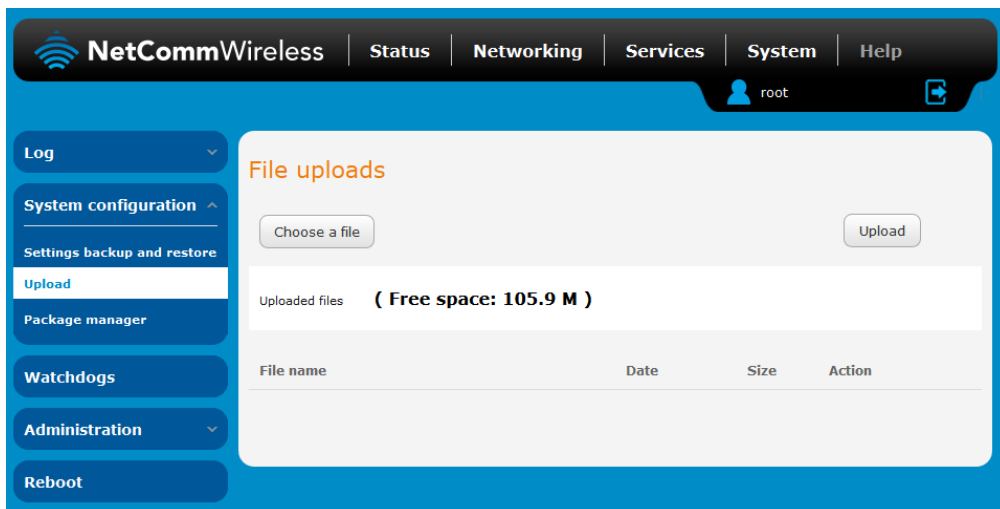 NetCommWireless Status Networking Services System Help
root
Log
System configuration
Settings backup and restore
Upload
Package manager
Watchdogs
Administration
Reboot
File uploads
Choose a file Upload
Uploaded files ( Free space: 105.9 M )
File name Date Size Action